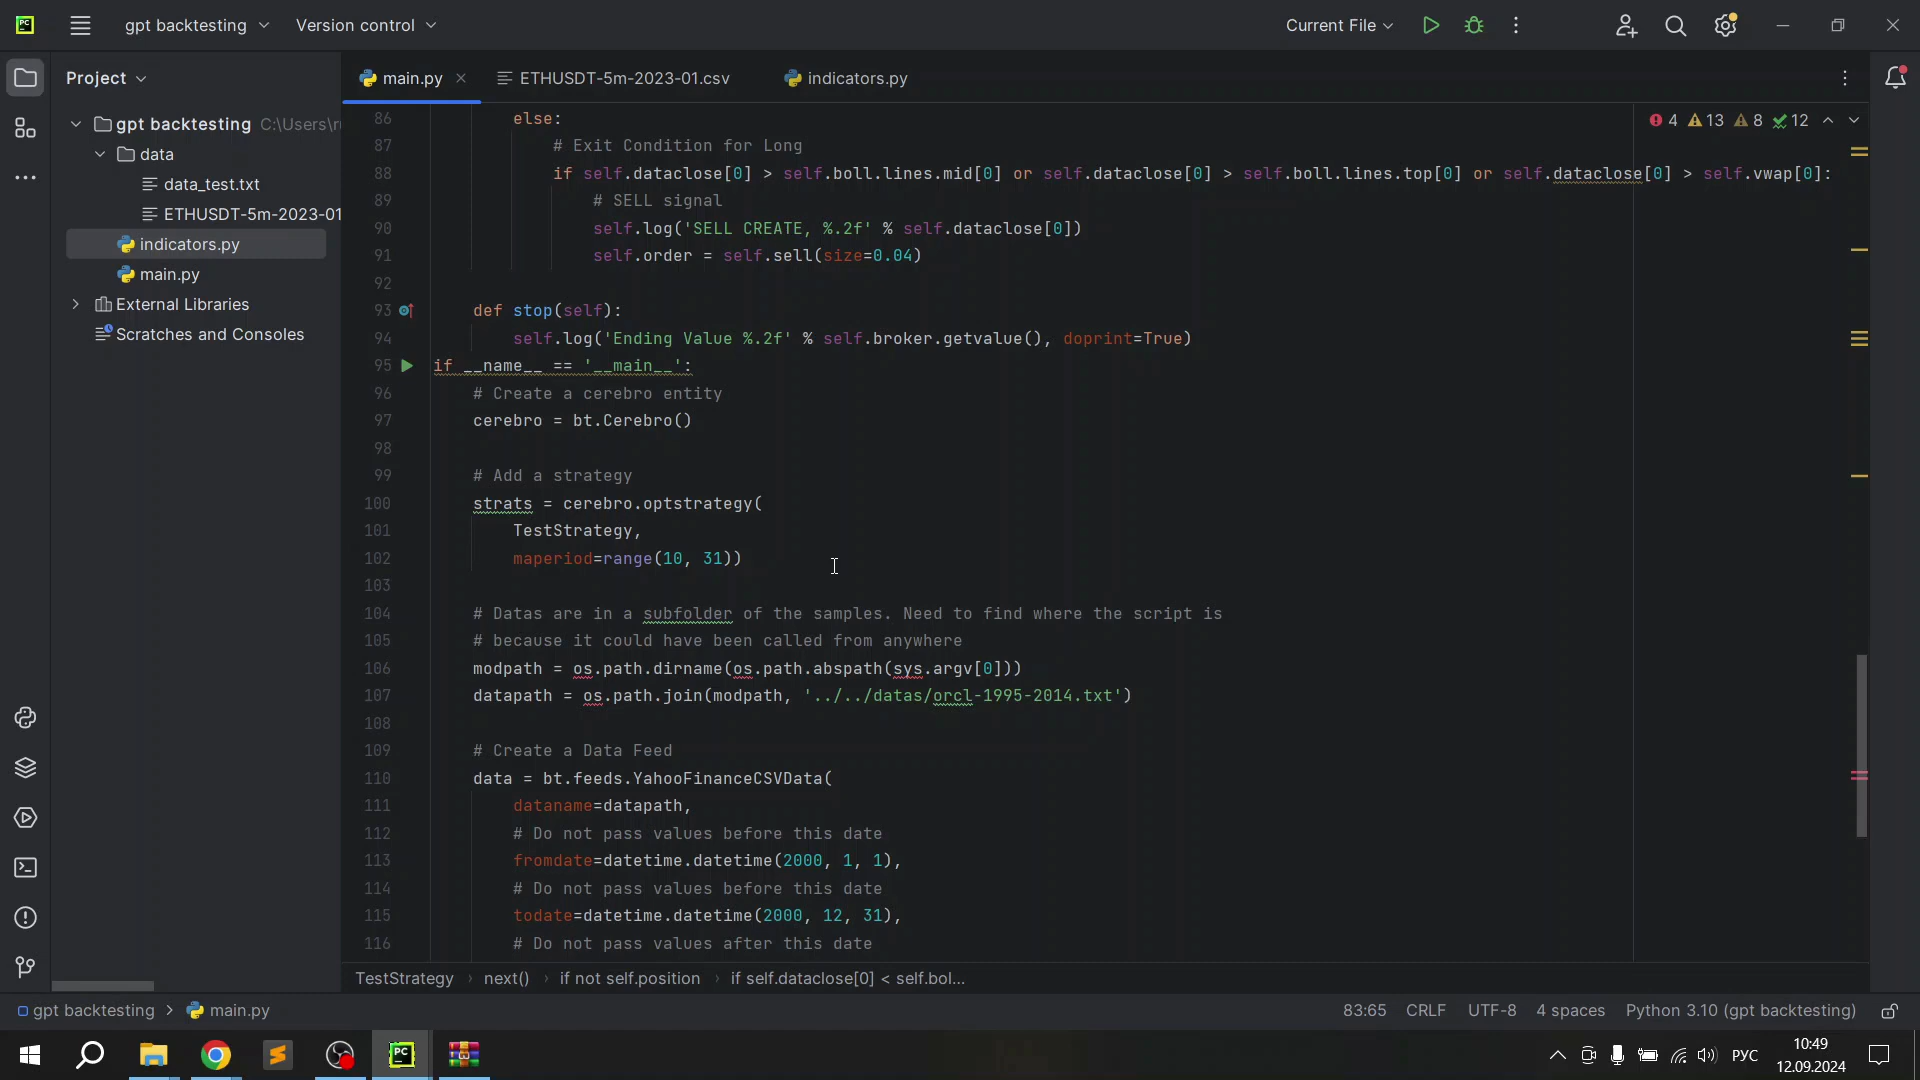 gpt backtesting
Version control
Current File
Project
main.py
ETHUSDT-5m-2023-01.csv
indicators.py
gpt backtesting C:\Users\r
data
data_test.txt
ETHUSDT-5m-2023-01
indicators.py
main.py
External Libraries
Scratches and Consoles
4 13 8 12
86 else:
87 # Exit Condition for Long
88 if self.dataclose[0] > self.boll.lines.mid[0] or self.dataclose[0] > self.boll.lines.top[0] or self.dataclose[0] > self.vwap[0]:
89 # SELL signal
90 self.log('SELL CREATE, %.2f' % self.dataclose[0])
91 self.order = self.sell(size=0.04)
92
93 def stop(self):
94 self.log('Ending Value %.2f' % self.broker.getvalue(), doprint=True)
95 if __name__ == '__main__':
96 # Create a cerebro entity
97 cerebro = bt.Cerebro()
98
99 # Add a strategy
100 strats = cerebro.optstrategy(
101 TestStrategy,
102 maperiod=range(10, 31))
103
104 # Datas are in a subfolder of the samples. Need to find where the script is
105 # because it could have been called from anywhere
106 modpath = os.path.dirname(os.path.abspath(sys.argv[0]))
107 datapath = os.path.join(modpath, '../../datas/orcl-1995-2014.txt')
108
109 # Create a Data Feed
110 data = bt.feeds.YahooFinanceCSVData(
111 dataname=datapath,
112 # Do not pass values before this date
113 fromdate=datetime.datetime(2000, 1, 1),
114 # Do not pass values before this date
115 todate=datetime.datetime(2000, 12, 31),
116 # Do not pass values after this date
TestStrategy › next() › if not self.position › if self.dataclose[0] < self.bol...
gpt backtesting > main.py
83:65 CRLF UTF-8 4 spaces Python 3.10 (gpt backtesting)
РУС
10:49
12.09.2024